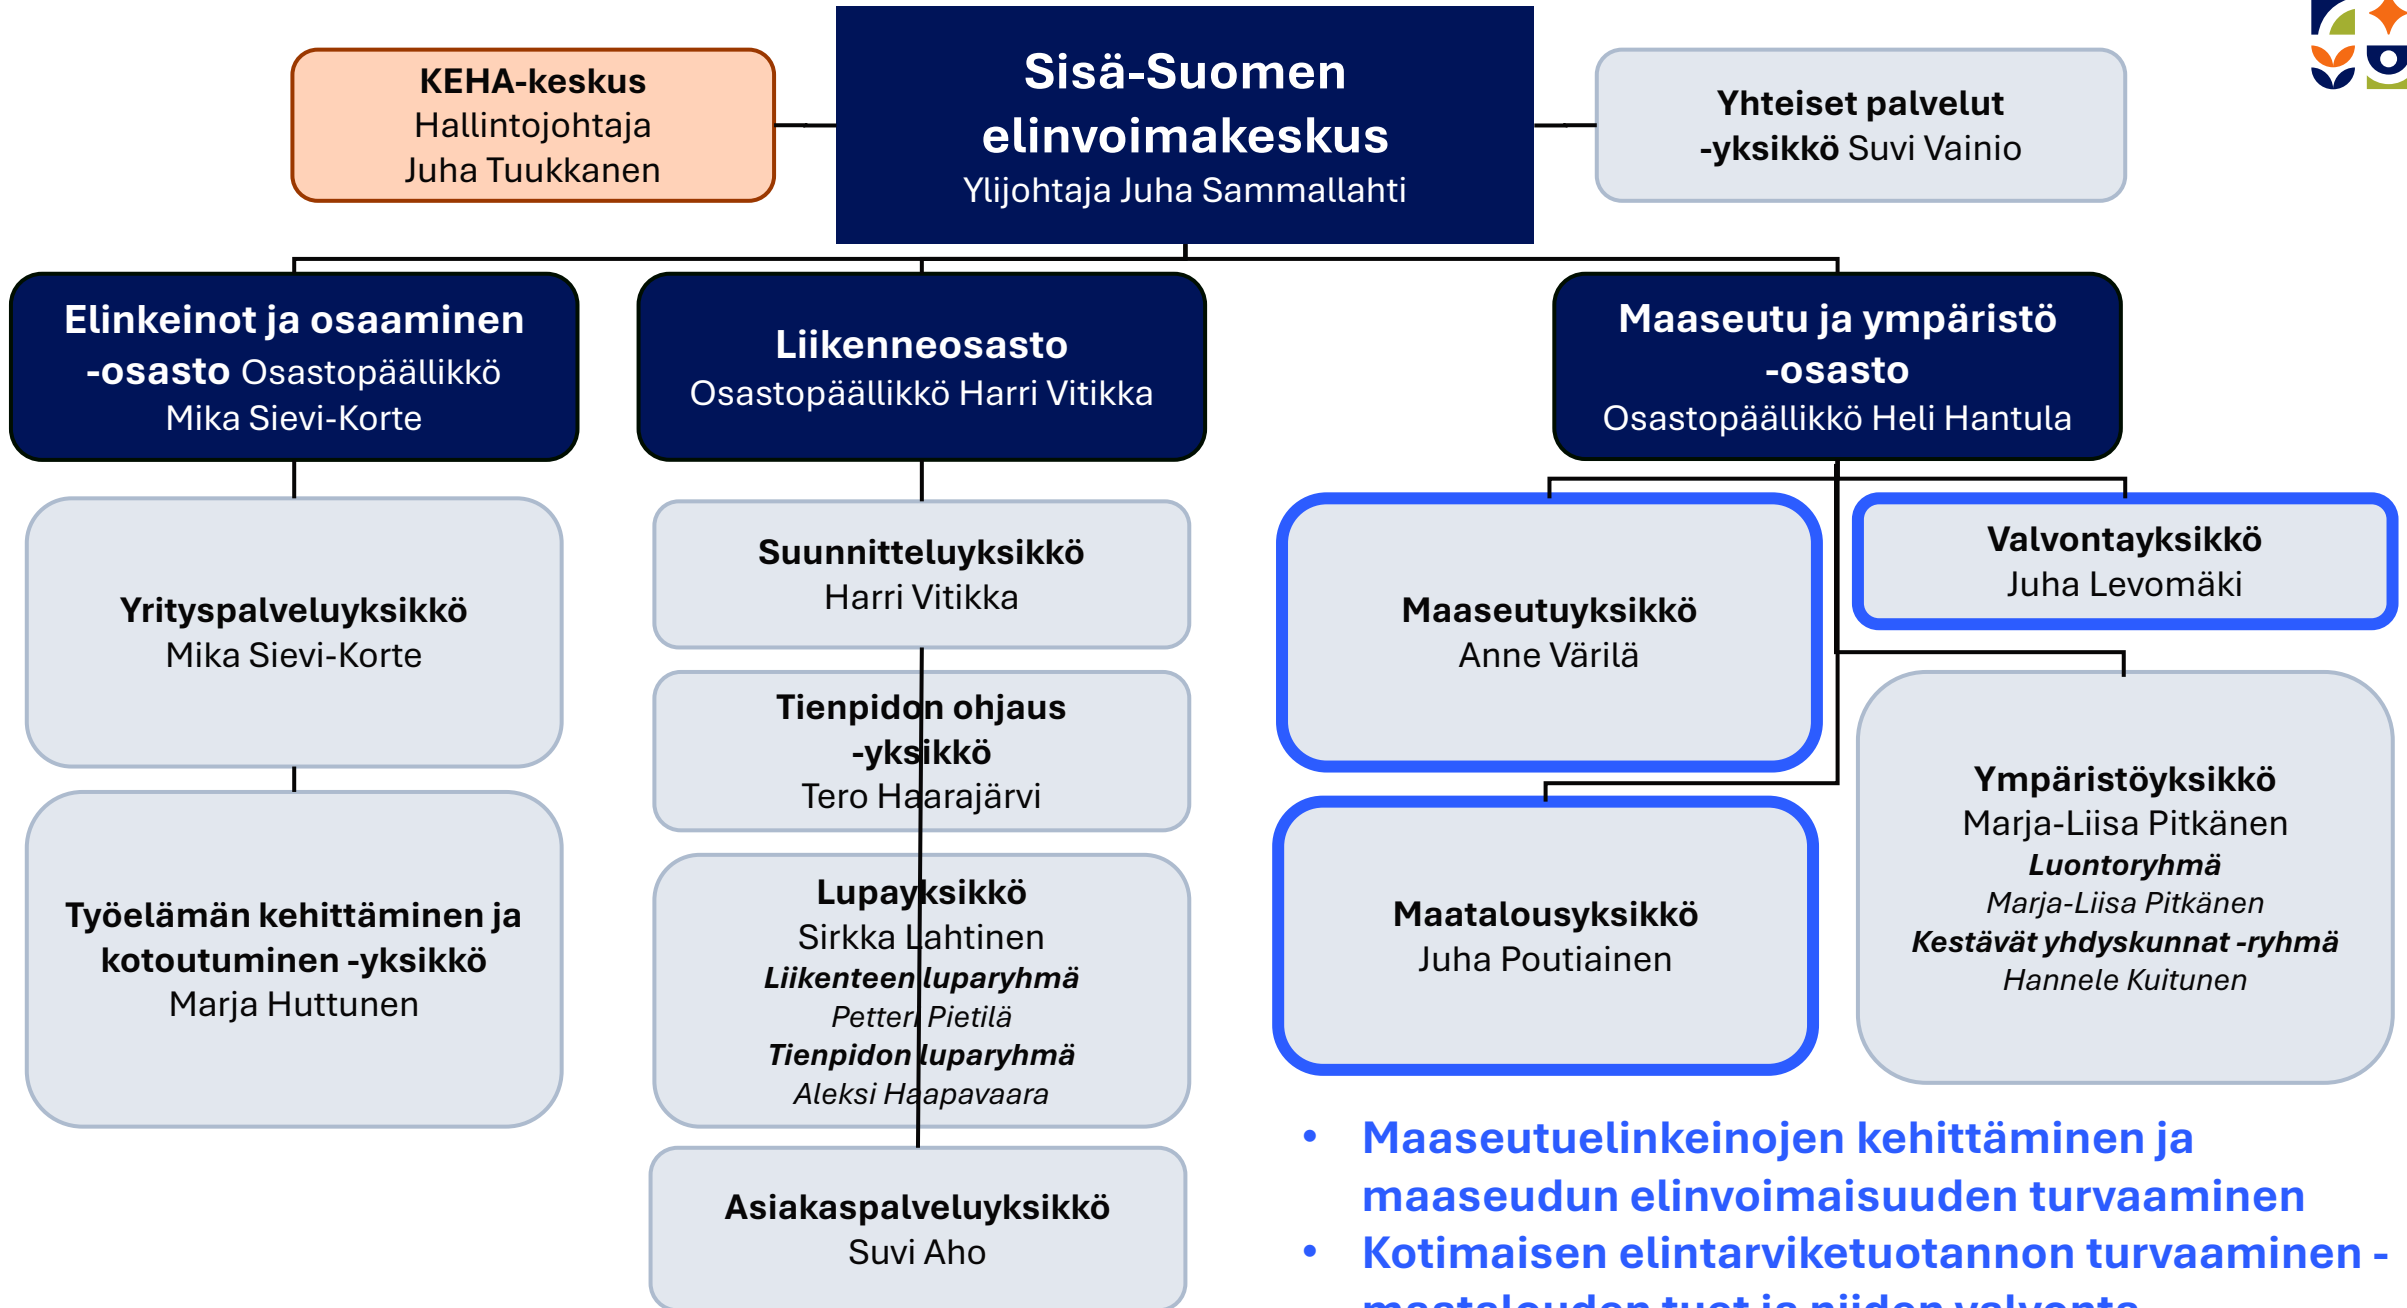 KEHA-keskus
Hallintojohtaja
Juha Tuukkanen
Sisä-Suomen
elinvoimakeskus
Ylijohtaja Juha Sammallahti
Yhteiset palvelut
-yksikkö Suvi Vainio
Elinkeinot ja osaaminen
-osasto Osastopäällikkö
Mika Sievi-Korte
Yrityspalveluyksikkö
Mika Sievi-Korte
Työelämän kehittäminen ja
kotoutuminen -yksikkö
Marja Huttunen
Liikenneosasto
Osastopäällikkö Harri Vitikka
Suunnitteluyksikkö
Harri Vitikka
Tienpidon ohjaus
-yksikkö
Tero Haarajärvi
Lupayksikkö
Sirkka Lahtinen
Liikenteen luparyhmä
Petteri Pietilä
Tienpidon luparyhmä
Aleksi Haapavaara
Asiakaspalveluyksikkö
Suvi Aho
Maaseutu ja ympäristö
-osasto
Osastopäällikkö Heli Hantula
Maaseutuyksikkö
Anne Värilä
Valvontayksikkö
Juha Levomäki
Maatalousyksikkö
Juha Poutiainen
Ympäristöyksikkö
Marja-Liisa Pitkänen
Luontoryhmä
Marja-Liisa Pitkänen
Kestävät yhdyskunnat -ryhmä
Hannele Kuitunen
• Maaseutuelinkeinojen kehittäminen ja
maaseudun elinvoimaisuuden turvaaminen
• Kotimaisen elintarviketuotannon turvaaminen -
maatalouden tuet ja niiden valvonta